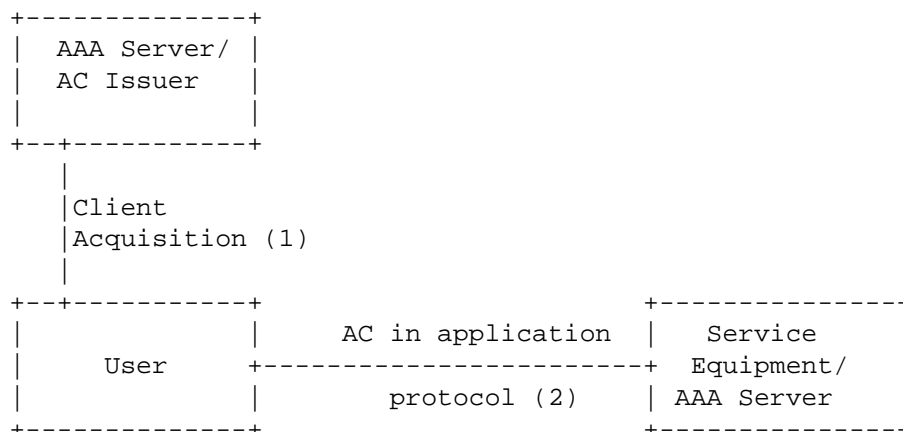 AAA Server/
AC Issuer
Client
Acquisition (1)
AC in application
Service
User
Equipment/
protocol (2)
AAA Server